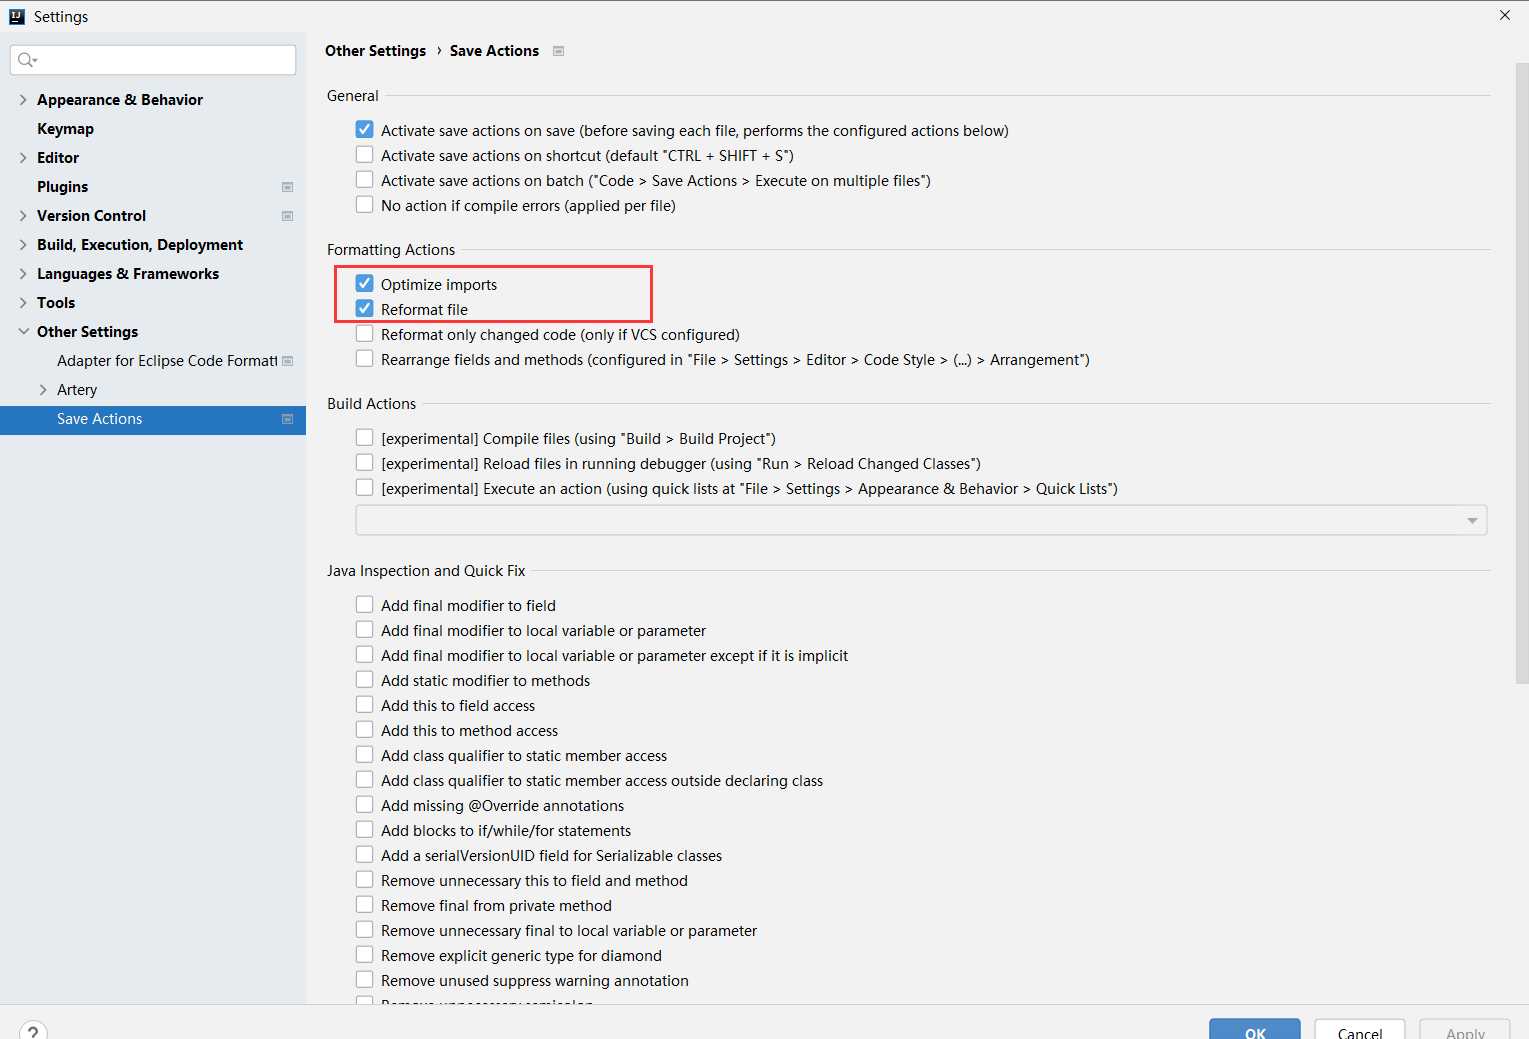 Settings
Appearance & Behavior
Keymap
Editor
Plugins
Version Control
Build, Execution, Deployment
Languages & Frameworks
Tools
Other Settings
Adapter for Eclipse Code Formatt
Artery
Save Actions
Other Settings › Save Actions
General
Activate save actions on save (before saving each file, performs the configured actions below)
Activate save actions on shortcut (default "CTRL + SHIFT + S")
Activate save actions on batch ("Code > Save Actions > Execute on multiple files")
No action if compile errors (applied per file)
Formatting Actions
Optimize imports
Reformat file
Reformat only changed code (only if VCS configured)
Rearrange fields and methods (configured in "File > Settings > Editor > Code Style > (...) > Arrangement")
Build Actions
[experimental] Compile files (using "Build > Build Project")
[experimental] Reload files in running debugger (using "Run > Reload Changed Classes")
[experimental] Execute an action (using quick lists at "File > Settings > Appearance & Behavior > Quick Lists")
Java Inspection and Quick Fix
Add final modifier to field
Add final modifier to local variable or parameter
Add final modifier to local variable or parameter except if it is implicit
Add static modifier to methods
Add this to field access
Add this to method access
Add class qualifier to static member access
Add class qualifier to static member access outside declaring class
Add missing @Override annotations
Add blocks to if/while/for statements
Add a serialVersionUID field for Serializable classes
Remove unnecessary this to field and method
Remove final from private method
Remove unnecessary final to local variable or parameter
Remove explicit generic type for diamond
Remove unused suppress warning annotation
Remove unnecessary semicolon
?
OK
Cancel
Apply